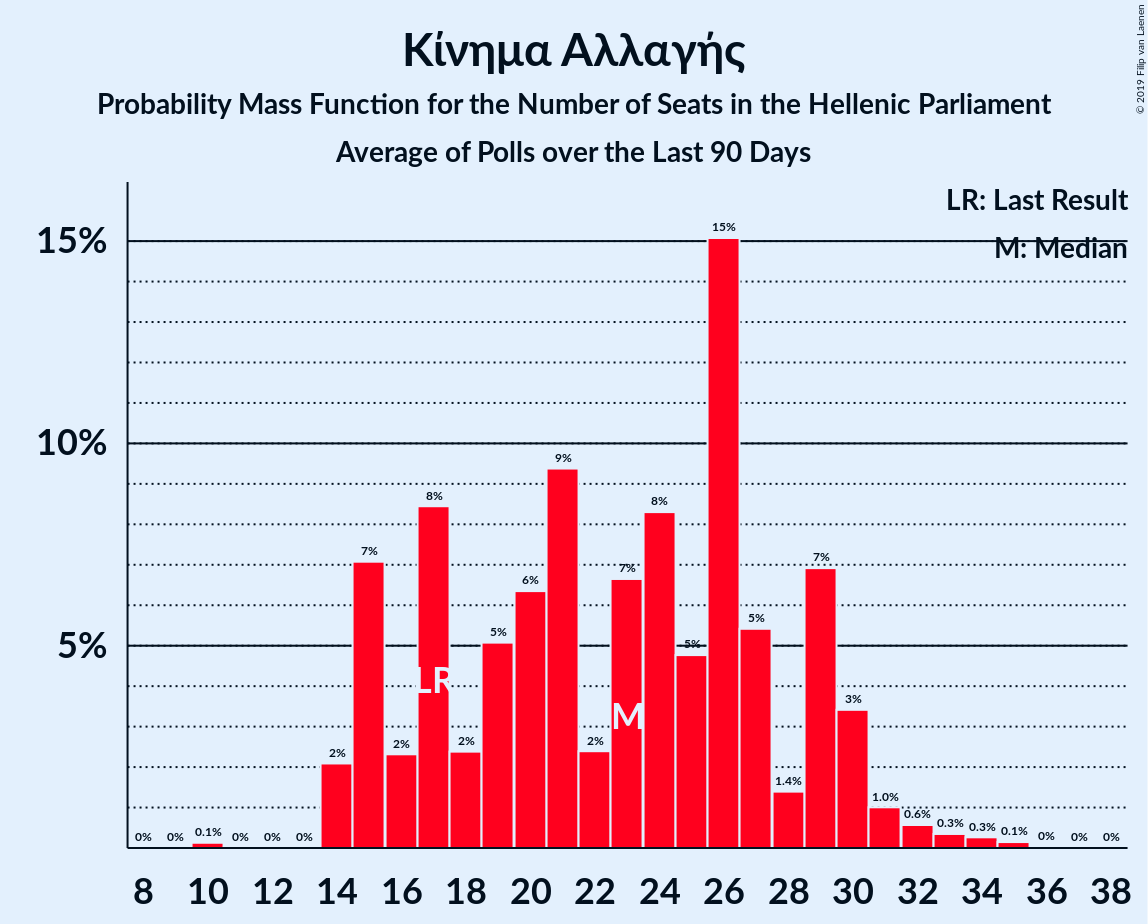 Κίνημα Αλλαγής
Probability Mass Function for the Number of Seats in the Hellenic Parliament
Average of Polls over the Last 90 Days
© 2019 Filip van Laenen
LR: Last Result
M: Median
15%
10%
5%
0% 0% 0.1% 0% 0% 0% 2% 7% 2% 8% 2% 5% 6% 9% 2% 7% 8% 5% 15% 5% 1.4% 7% 3% 1.0% 0.6% 0.3% 0.3% 0.1% 0% 0% 0%
LR
M
8 10 12 14 16 18 20 22 24 26 28 30 32 34 36 38